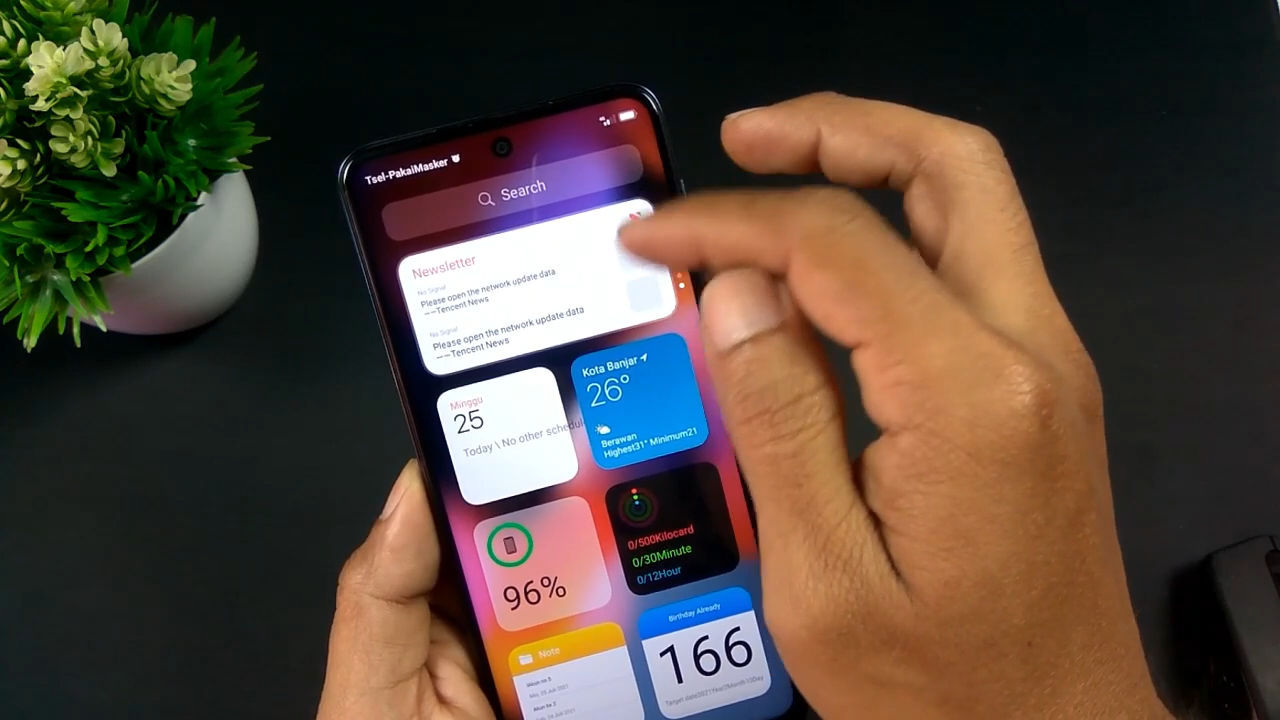 Tsel-PakaiMasker
Search
Newsletter
No Signal
Please open the network update data
——Tencent News
No Signal
Please open the network update data
——Tencent News
Minggu
25
Today \ No other schedul
Kota Banjar
26°
Berawan
Highest31° Minimum21
96%
0/500Kilocard
0/30Minute
0/12Hour
Note
Birthday Already
166